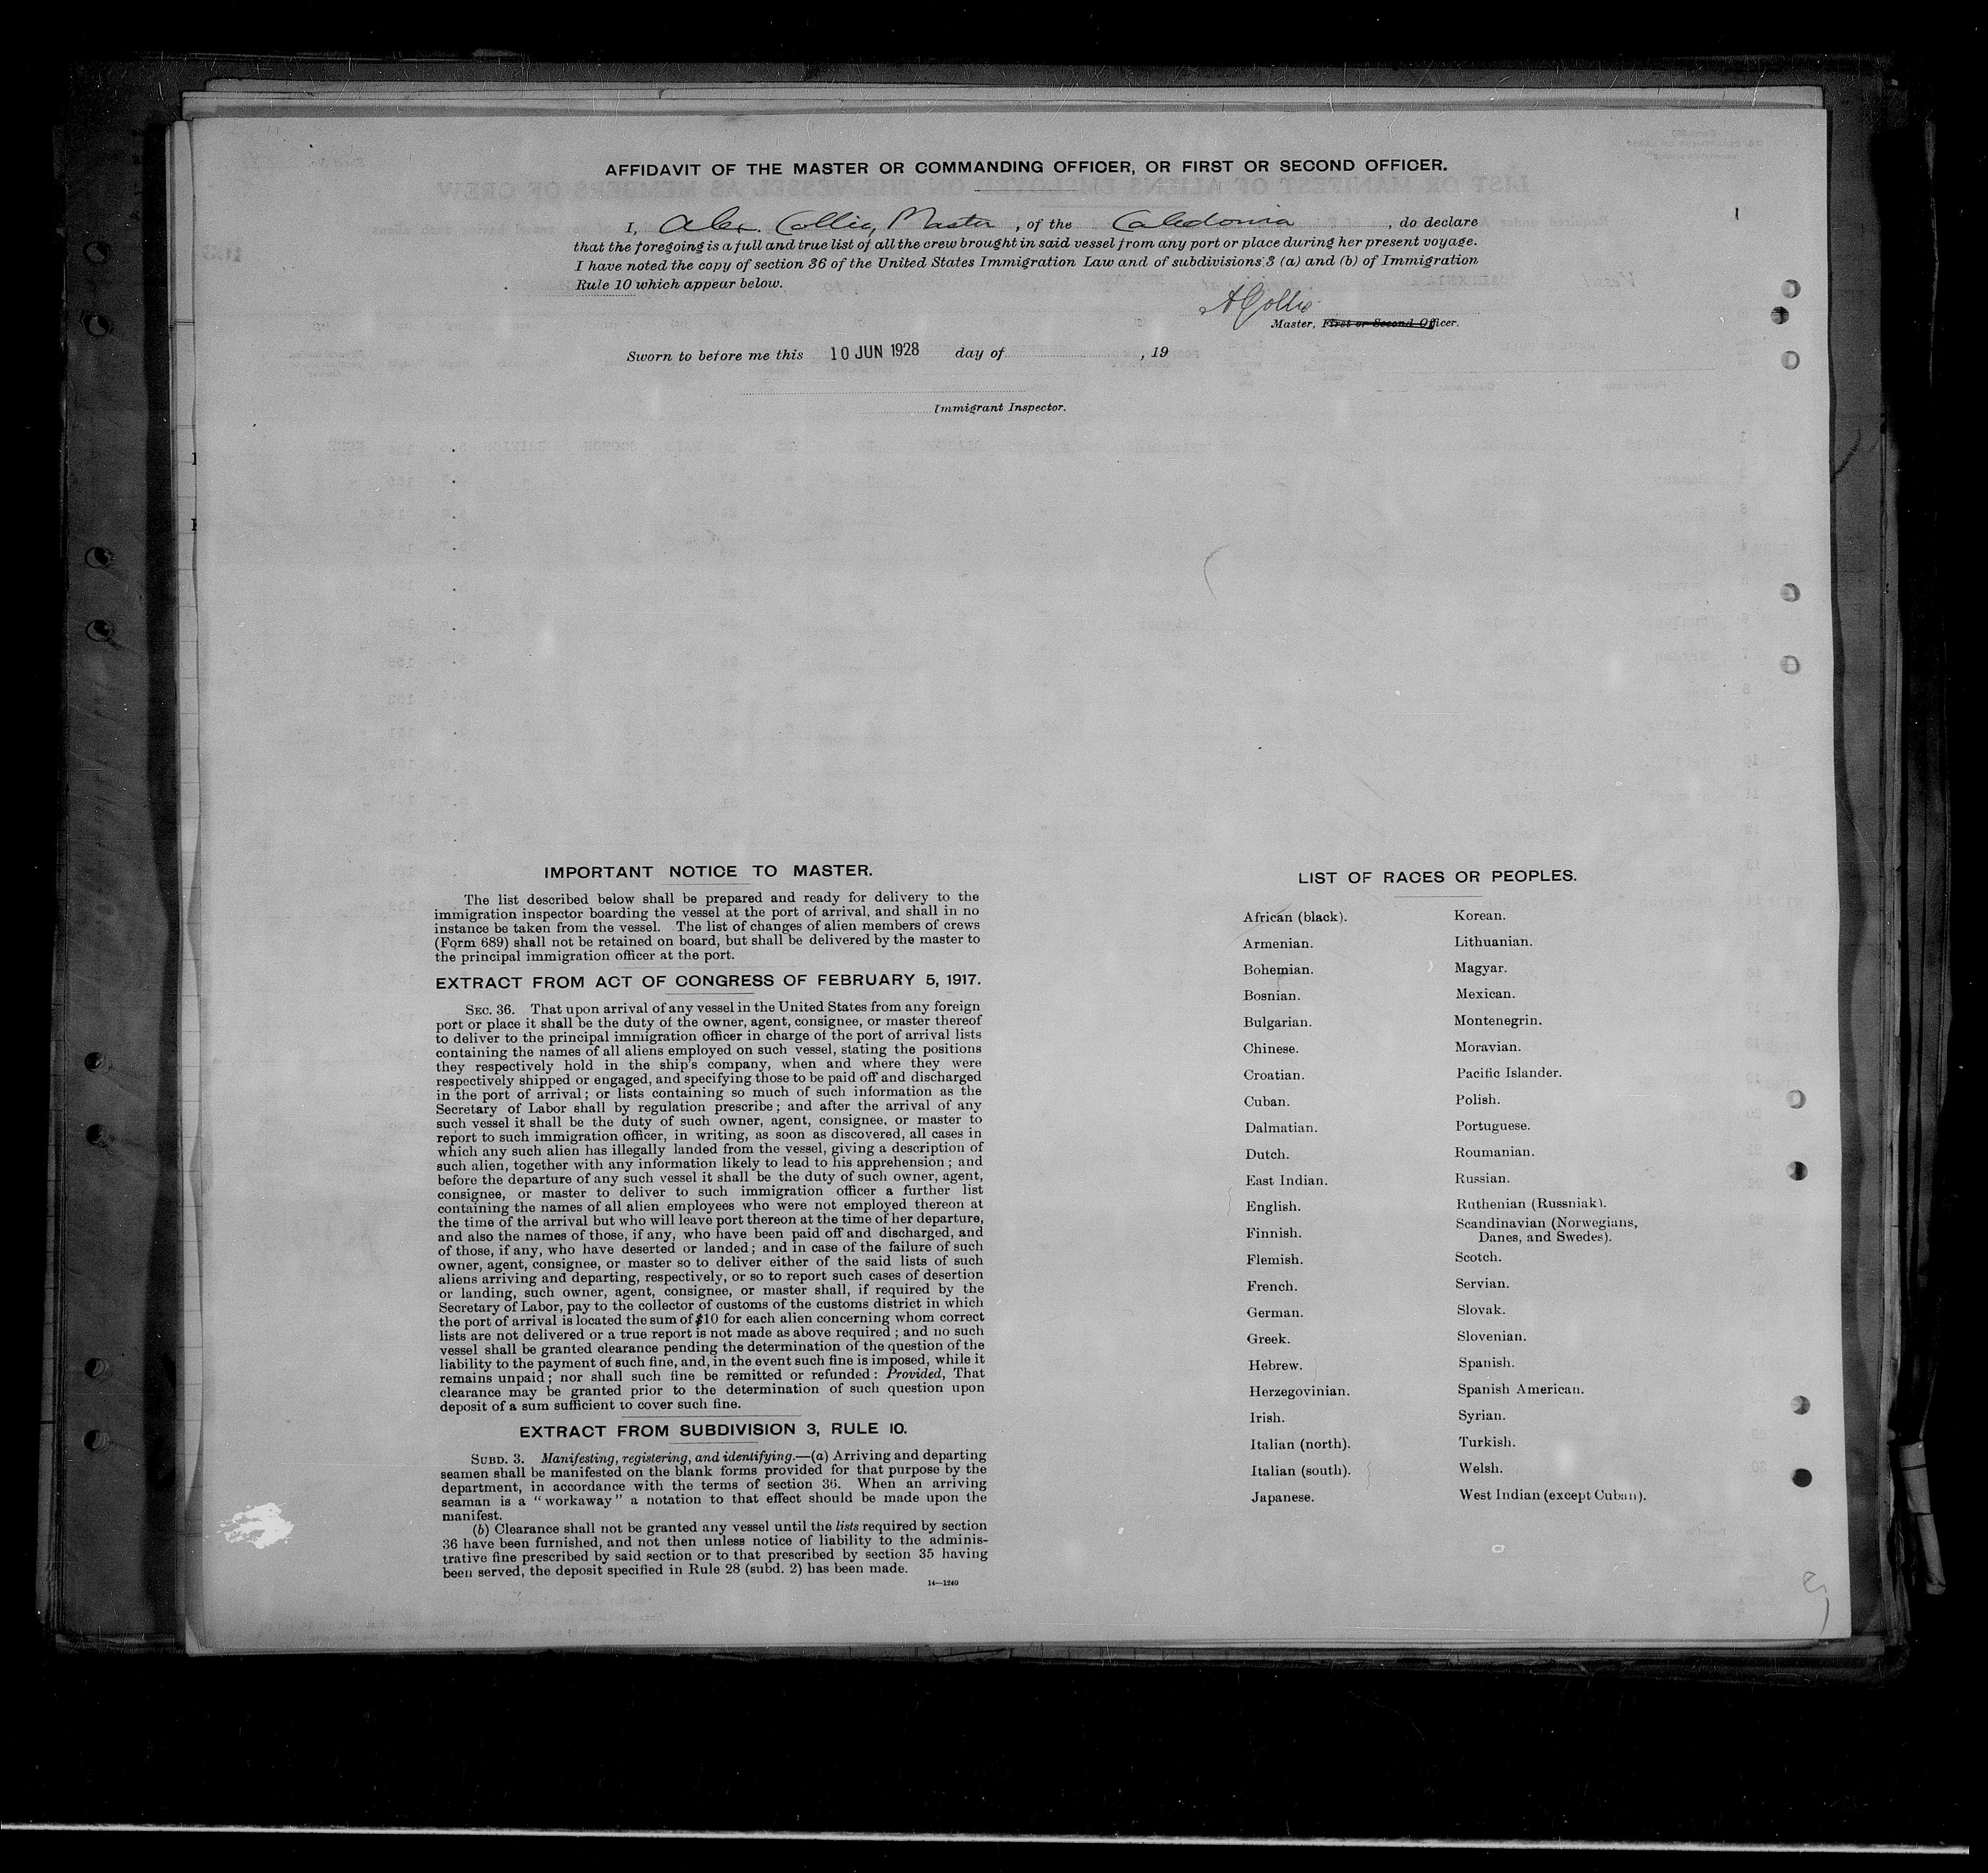 AFFIDAVIT OF THE MASTER OR COMMANDING OFFICER, OR FIRST OR SECOND OFFICER.
I, Alex. Collie, Master, of the Caledonia, do declare
that the foregoing is a full and true list of all the crew brought in said vessel from any port or place during her present voyage.
I have noted the copy of section 36 of the United States Immigration Law and of subdivisions 3 (a) and (b) of Immigration
Rule 10 which appear below.
A Collie
Master, First or Second Officer.
Sworn to before me this 10 JUN 1928 day of , 19
Immigrant Inspector.
IMPORTANT NOTICE TO MASTER.
The list described below shall be prepared and ready for delivery to the
immigration inspector boarding the vessel at the port of arrival, and shall in no
instance be taken from the vessel. The list of changes of alien members of crews
(Form 689) shall not be retained on board, but shall be delivered by the master to
the principal immigration officer at the port.
EXTRACT FROM ACT OF CONGRESS OF FEBRUARY 5, 1917.
SEC. 36. That upon arrival of any vessel in the United States from any foreign
port or place it shall be the duty of the owner, agent, consignee, or master thereof
to deliver to the principal immigration officer in charge of the port of arrival lists
containing the names of all aliens employed on such vessel, stating the positions
they respectively hold in the ship's company, when and where they were
respectively shipped or engaged, and specifying those to be paid off and discharged
in the port of arrival; or lists containing so much of such information as the
Secretary of Labor shall by regulation prescribe; and after the arrival of any
such vessel it shall be the duty of such owner, agent, consignee, or master to
report to such immigration officer, in writing, as soon as discovered, all cases in
which any such alien has illegally landed from the vessel, giving a description of
such alien, together with any information likely to lead to his apprehension; and
before the departure of any such vessel it shall be the duty of such owner, agent,
consignee, or master to deliver to such immigration officer a further list
containing the names of all alien employees who were not employed thereon at
the time of the arrival but who will leave port thereon at the time of her departure,
and also the names of those, if any, who have been paid off and discharged, and
of those, if any, who have deserted or landed; and in case of the failure of such
owner, agent, consignee, or master so to deliver either of the said lists of such
aliens arriving and departing, respectively, or so to report such cases of desertion
or landing, such owner, agent, consignee, or master shall, if required by the
Secretary of Labor, pay to the collector of customs of the customs district in which
the port of arrival is located the sum of $10 for each alien concerning whom correct
lists are not delivered or a true report is not made as above required; and no such
vessel shall be granted clearance pending the determination of the question of the
liability to the payment of such fine, and, in the event such fine is imposed, while it
remains unpaid; nor shall such fine be remitted or refunded: Provided, That
clearance may be granted prior to the determination of such question upon
deposit of a sum sufficient to cover such fine.
EXTRACT FROM SUBDIVISION 3, RULE 10.
SUBD. 3. Manifesting, registering, and identifying.—(a) Arriving and departing
seamen shall be manifested on the blank forms provided for that purpose by the
department, in accordance with the terms of section 36. When an arriving
seaman is a "workaway" a notation to that effect should be made upon the
manifest.
(b) Clearance shall not be granted any vessel until the lists required by section
36 have been furnished, and not then unless notice of liability to the adminis-
trative fine prescribed by said section or to that prescribed by section 35 having
been served, the deposit specified in Rule 28 (subd. 2) has been made.
14—1240
LIST OF RACES OR PEOPLES.
African (black).
Armenian.
Bohemian.
Bosnian.
Bulgarian.
Chinese.
Croatian.
Cuban.
Dalmatian.
Dutch.
East Indian.
English.
Finnish.
Flemish.
French.
German.
Greek.
Hebrew.
Herzegovinian.
Irish.
Italian (north).
Italian (south).
Japanese.
Korean.
Lithuanian.
Magyar.
Mexican.
Montenegrin.
Moravian.
Pacific Islander.
Polish.
Portuguese.
Roumanian.
Russian.
Ruthenian (Russniak).
Scandinavian (Norwegians,
Danes, and Swedes).
Scotch.
Servian.
Slovak.
Slovenian.
Spanish.
Spanish American.
Syrian.
Turkish.
Welsh.
West Indian (except Cuban).